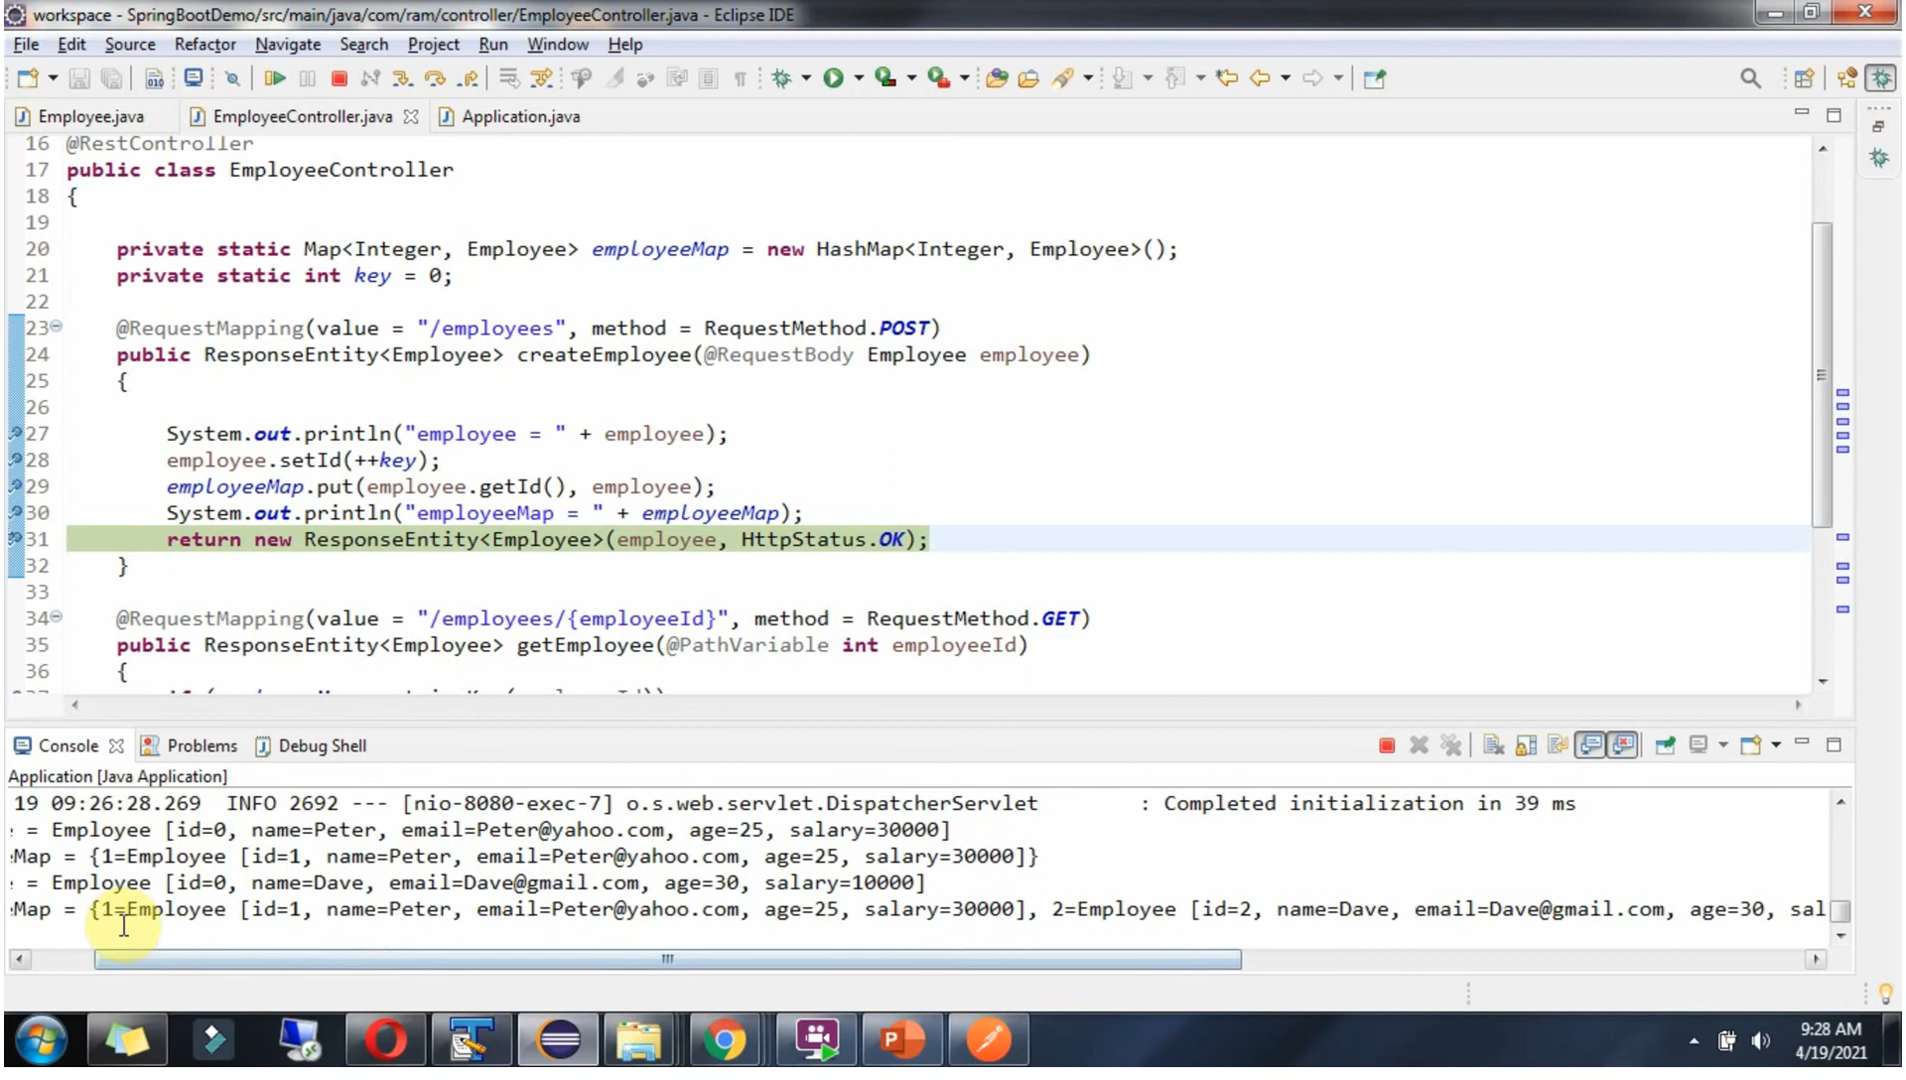 workspace - SpringBootDemo/src/main/java/com/ram/controller/EmployeeController.java - Eclipse IDE
File Edit Source Refactor Navigate Search Project Run Window Help
Employee.java EmployeeController.java Application.java
16 @RestController
17 public class EmployeeController
18 {
19
20 private static Map<Integer, Employee> employeeMap = new HashMap<Integer, Employee>();
21 private static int key = 0;
22
23 @RequestMapping(value = "/employees", method = RequestMethod.POST)
24 public ResponseEntity<Employee> createEmployee(@RequestBody Employee employee)
25 {
26
27 System.out.println("employee = " + employee);
28 employee.setId(++key);
29 employeeMap.put(employee.getId(), employee);
30 System.out.println("employeeMap = " + employeeMap);
31 return new ResponseEntity<Employee>(employee, HttpStatus.OK);
32 }
33
34 @RequestMapping(value = "/employees/{employeeId}", method = RequestMethod.GET)
35 public ResponseEntity<Employee> getEmployee(@PathVariable int employeeId)
36 {
Console Problems Debug Shell
Application [Java Application]
19 09:26:28.269 INFO 2692 --- [nio-8080-exec-7] o.s.web.servlet.DispatcherServlet : Completed initialization in 39 ms
= Employee [id=0, name=Peter, email=Peter@yahoo.com, age=25, salary=30000]
Map = {1=Employee [id=1, name=Peter, email=Peter@yahoo.com, age=25, salary=30000]}
= Employee [id=0, name=Dave, email=Dave@gmail.com, age=30, salary=10000]
Map = {1=Employee [id=1, name=Peter, email=Peter@yahoo.com, age=25, salary=30000], 2=Employee [id=2, name=Dave, email=Dave@gmail.com, age=30, sal
9:28 AM
4/19/2021